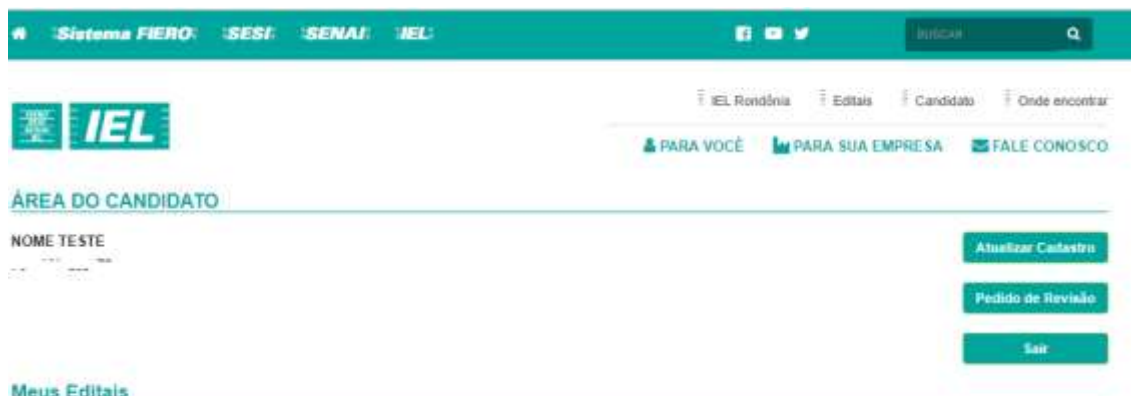 Sistema FIERO SESI SENAI IEL BUSCAR
IEL Rondônia Editais Candidato Onde encontrar
IEL
PARA VOCÊ PARA SUA EMPRESA FALE CONOSCO
ÁREA DO CANDIDATO
NOME TESTE
Atualizar Cadastro
Pedido de Revisão
Sair
Meus Editais